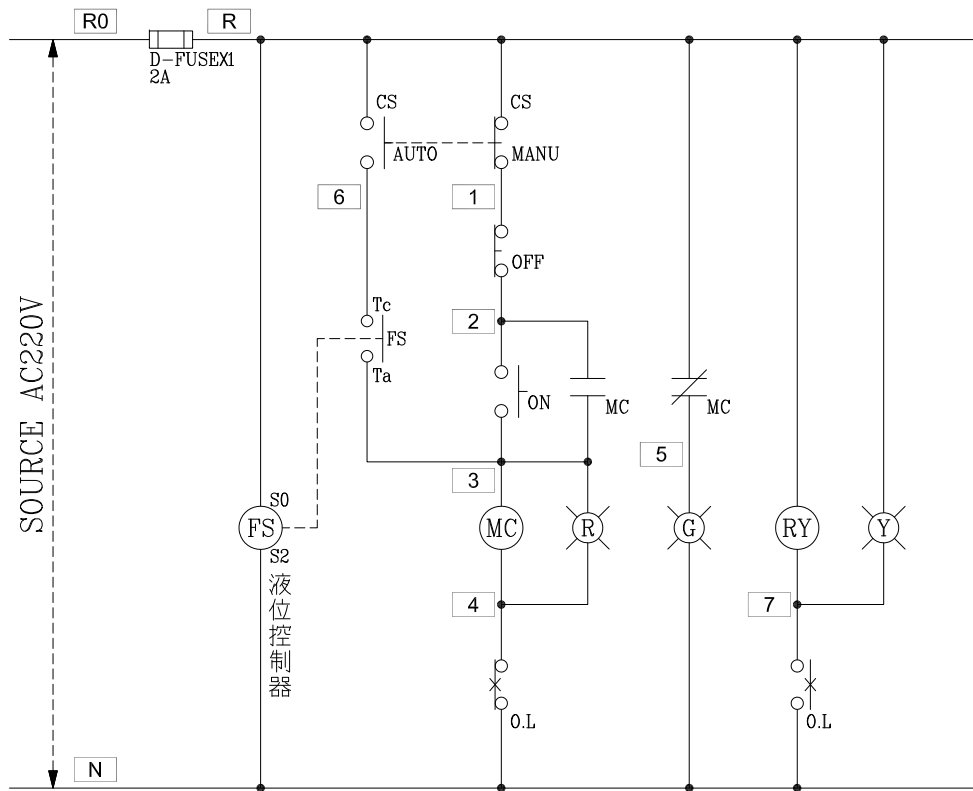 R0
R
D-FUSEX1
2A
CS
CS
AUTO
MANU
6
1
OFF
Tc
2
FS
Ta
ON
MC
MC
5
3
SOURCE AC220V
S0
FS
MC
R
G
RY
Y
S2
液位控制器
4
7
O.L
O.L
N